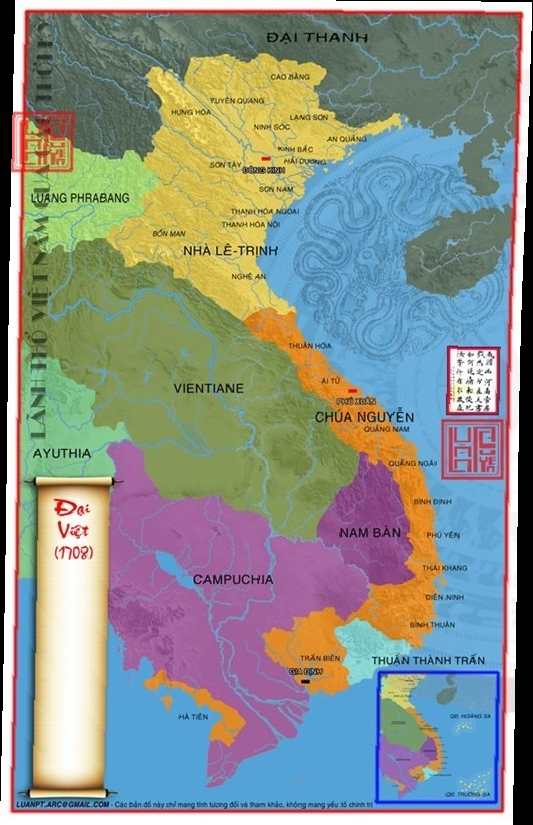 ĐẠI THANH
CAO BẰNG
TUYÊN QUANG
HƯNG HÓA
LẠNG SƠN
NINH SÓC
AN QUẢNG
KINH BẮC
SƠN TÂY
HẢI DƯƠNG
ĐÔNG KINH
SƠN NAM
LUANG PHRABANG
THANH HÓA NGOẠI
THANH HÓA NỘI
BỒN MAN
NHÀ LÊ-TRỊNH
NGHỆ AN
LÃNH THỔ VIỆT NAM QUA
THUẬN HÓA
VIENTIANE
ÁI TỬ
PHÚ XUÂN
CHÚA NGUYỄN
QUẢNG NAM
AYUTHIA
QUẢNG NGÃI
Đại
Việt
(1708)
BÌNH ĐỊNH
NAM BÀN
PHÚ YÊN
THÁI KHANG
CAMPUCHIA
DIÊN NINH
BÌNH THUẬN
TRẤN BIÊN
THUẬN THÀNH TRẤN
GIA ĐỊNH
HÀ TIÊN
QĐ. HOÀNG SA
QĐ. TRƯỜNG SA
LUANPT.ARC@GMAIL.COM - Các bản đồ này chỉ mang tính tương đối và tham khảo, không mang yếu tố chính trị